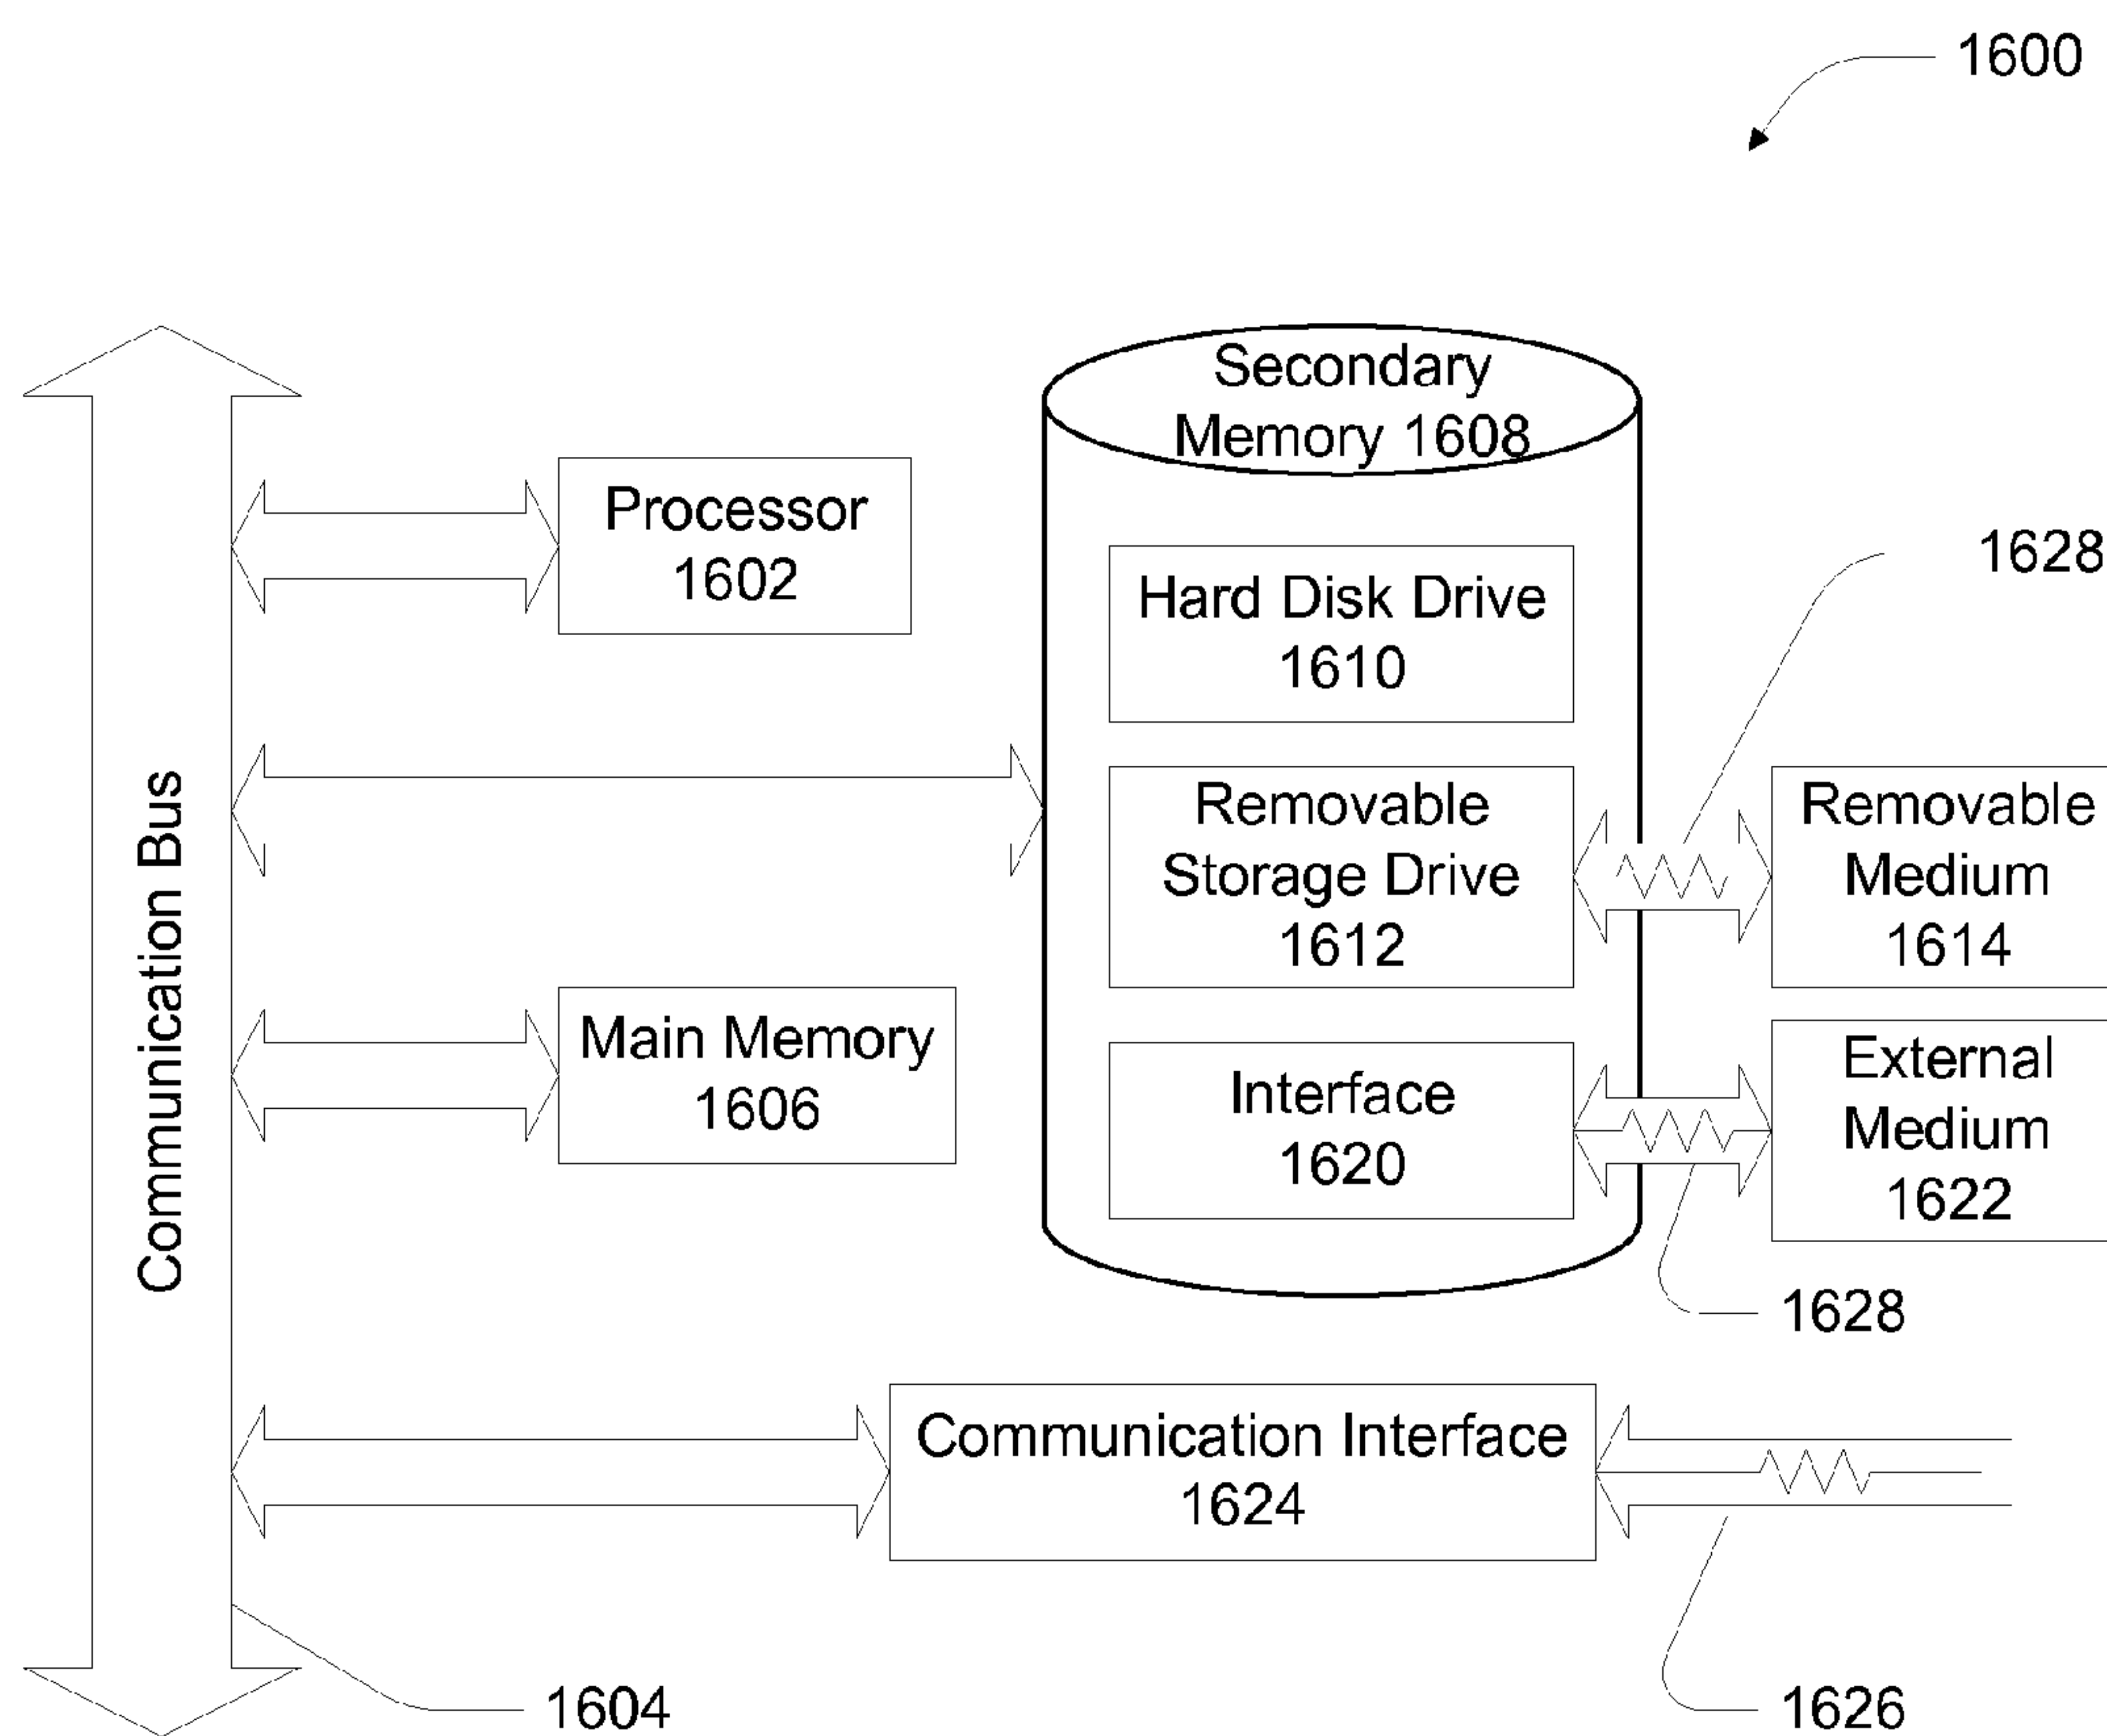 1600
Secondary
Memory 1608
Processor
1602
Hard Disk Drive
1610
1628
Communication Bus
Removable
Storage Drive
1612
Removable
Medium
1614
Main Memory
1606
Interface
1620
External
Medium
1622
1628
Communication Interface
1624
1604
1626